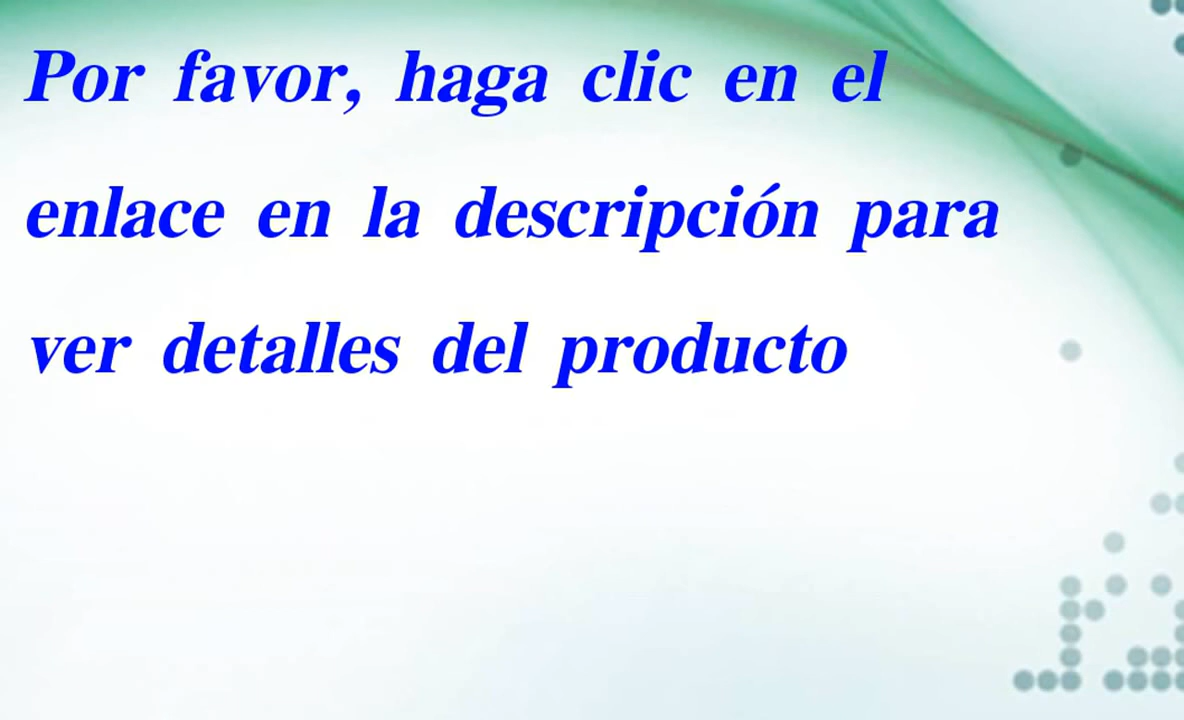 Por favor, haga clic en el
enlace en la descripción para
ver detalles del producto